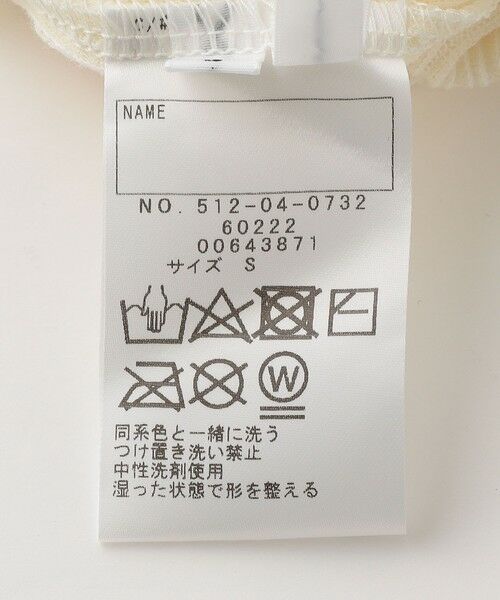 NAME
NO. 512-04-0732
60222
00643871
サイズ S
W
同系色と一緒に洗う
つけ置き洗い禁止
中性洗剤使用
湿った状態で形を整える